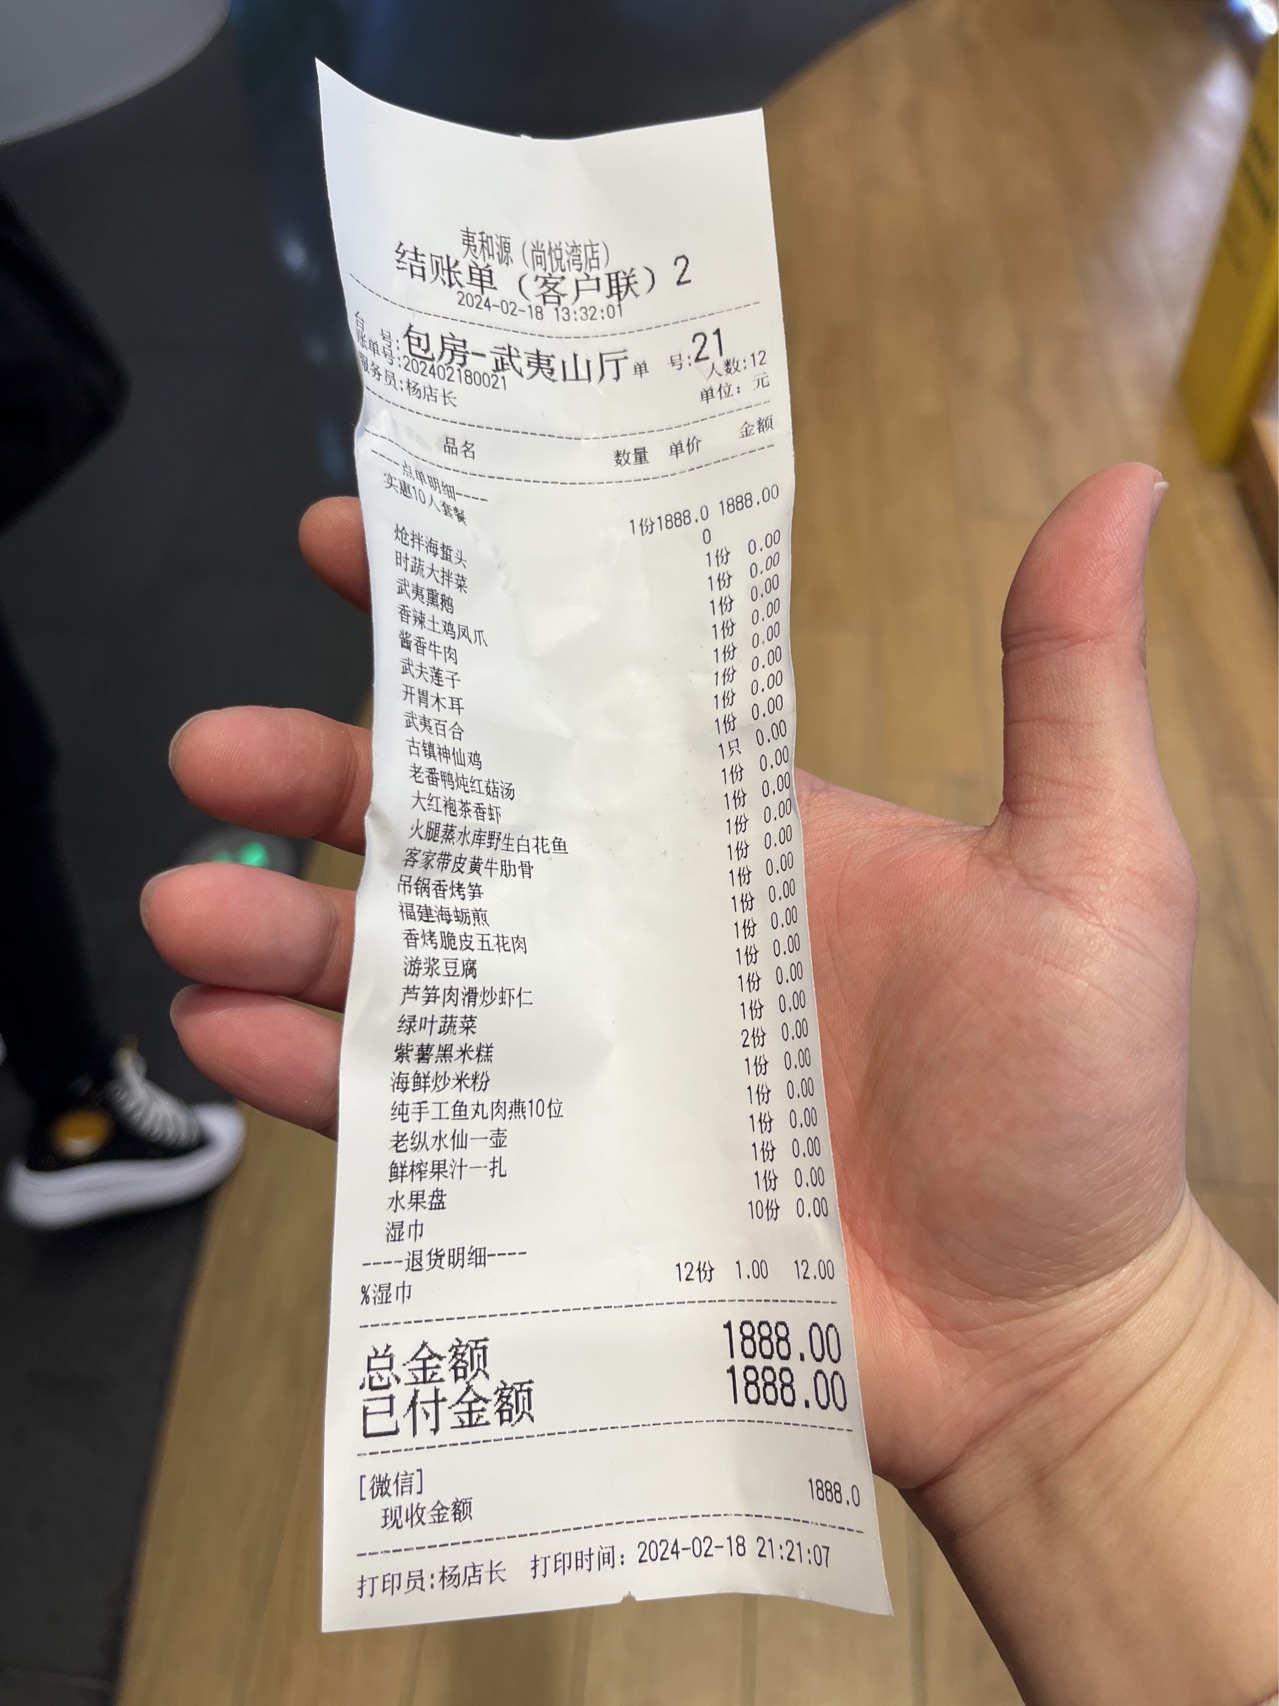 夷和源（尚悦湾店）
结账单（客户联）2
2024-02-18 13:32:01
台 号:包房-武夷山厅 单 号:21
账单号:202402180021 人数:12
服务员:杨店长 单位: 元
品名 数量 单价 金额
----点单明细----
实惠10人套餐 1份1888.0 1888.00
0
炝拌海蜇头 1份 0.00
时蔬大拌菜 1份 0.00
武夷熏鹅 1份 0.00
香辣土鸡凤爪 1份 0.00
酱香牛肉 1份 0.00
武夫莲子 1份 0.00
开胃木耳 1份 0.00
武夷百合 1份 0.00
古镇神仙鸡 1只 0.00
老番鸭炖红菇汤 1份 0.00
大红袍茶香虾 1份 0.00
火腿蒸水库野生白花鱼 1份 0.00
客家带皮黄牛肋骨 1份 0.00
吊锅香烤笋 1份 0.00
福建海蛎煎 1份 0.00
香烤脆皮五花肉 1份 0.00
游浆豆腐 1份 0.00
芦笋肉滑炒虾仁 1份 0.00
绿叶蔬菜 1份 0.00
紫薯黑米糕 2份 0.00
海鲜炒米粉 1份 0.00
纯手工鱼丸肉燕10位 1份 0.00
老纵水仙一壶 1份 0.00
鲜榨果汁一扎 1份 0.00
水果盘 1份 0.00
湿巾 10份 0.00
----退货明细----
%湿巾 12份 1.00 12.00
总金额 1888.00
已付金额 1888.00
[微信]
现收金额 1888.0
打印员:杨店长 打印时间: 2024-02-18 21:21:07